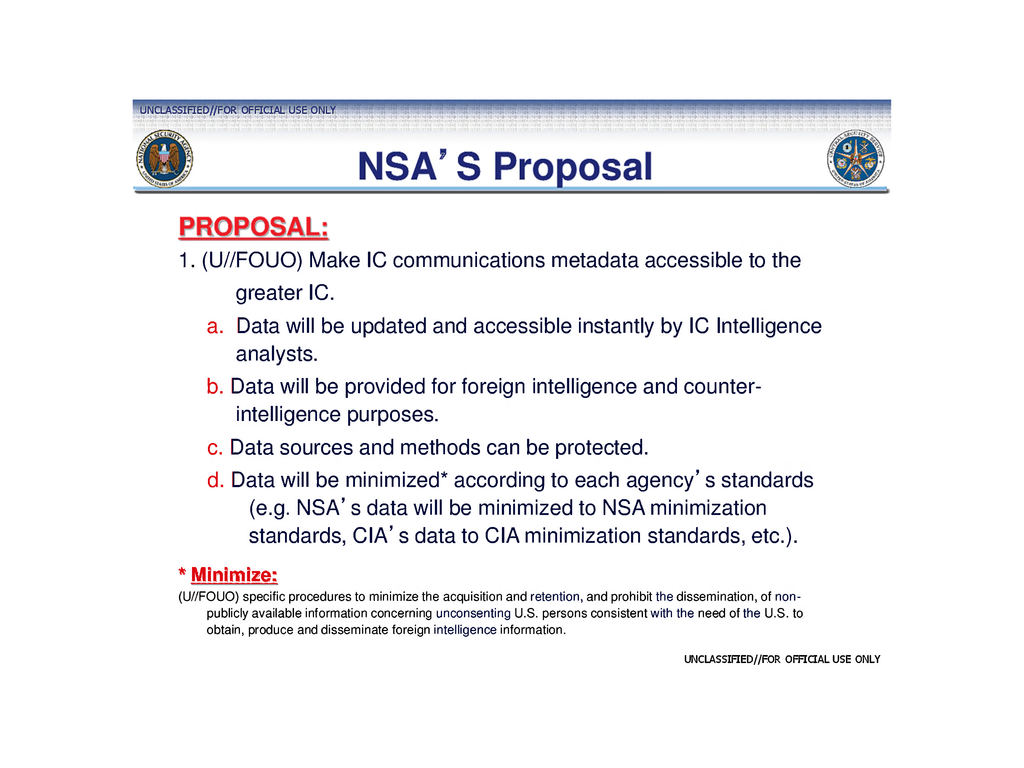 UNCLASSIFIED//FOR OFFICIAL USE ONLY
NATIONAL SECURITY AGENCY
UNITED STATES OF AMERICA
CENTRAL SECURITY SERVICE
UNITED STATES OF AMERICA
NSA’S Proposal
PROPOSAL:
1. (U//FOUO) Make IC communications metadata accessible to the
greater IC.
a. Data will be updated and accessible instantly by IC Intelligence
analysts.
b. Data will be provided for foreign intelligence and counter-
intelligence purposes.
c. Data sources and methods can be protected.
d. Data will be minimized* according to each agency’s standards
(e.g. NSA’s data will be minimized to NSA minimization
standards, CIA’s data to CIA minimization standards, etc.).
* Minimize:
(U//FOUO) specific procedures to minimize the acquisition and retention, and prohibit the dissemination, of non-
publicly available information concerning unconsenting U.S. persons consistent with the need of the U.S. to
obtain, produce and disseminate foreign intelligence information.
UNCLASSIFIED//FOR OFFICIAL USE ONLY